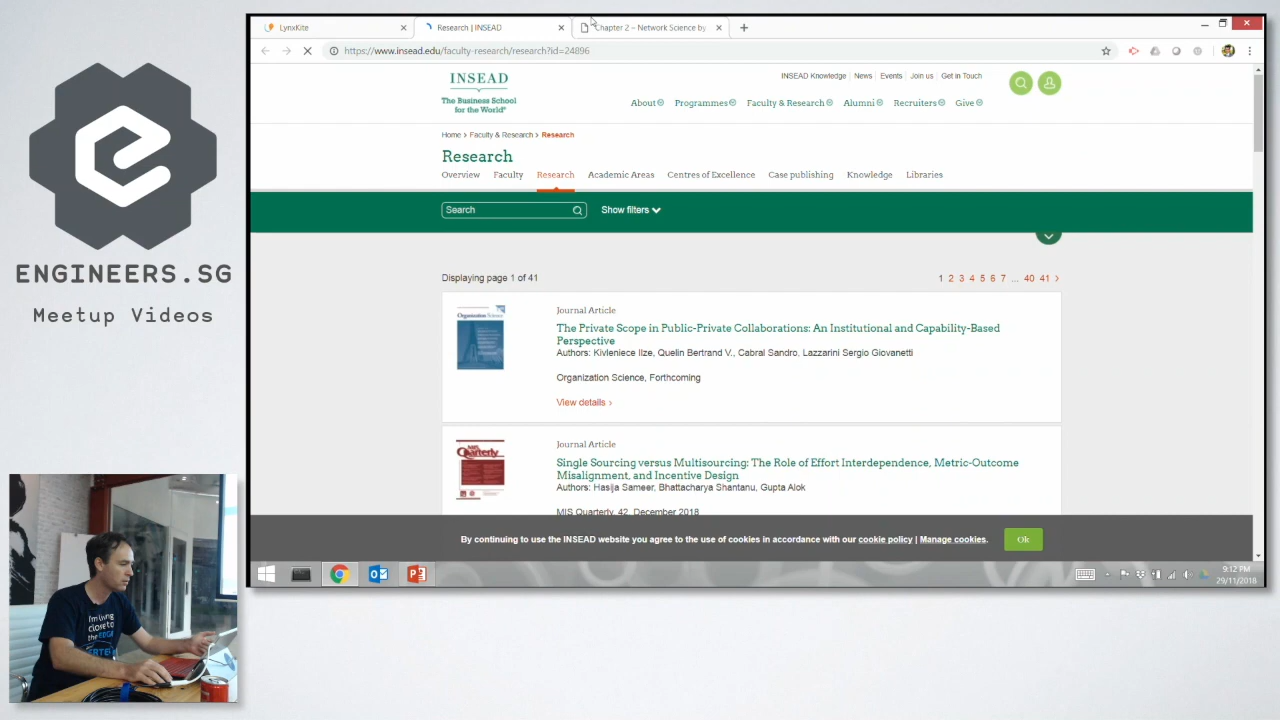 LynxKite
Research | INSEAD
Chapter 2 – Network Science by
https://www.insead.edu/faculty-research/research?id=24896
ENGINEERS.SG
Meetup Videos
INSEAD
The Business School
for the World®
INSEAD Knowledge
News
Events
Join us
Get in Touch
About
Programmes
Faculty & Research
Alumni
Recruiters
Give
Home > Faculty & Research > Research
Research
Overview
Faculty
Research
Academic Areas
Centres of Excellence
Case publishing
Knowledge
Libraries
Search
Show filters
Displaying page 1 of 41
1 2 3 4 5 6 7 ... 40 41 >
Journal Article
The Private Scope in Public-Private Collaborations: An Institutional and Capability-Based
Perspective
Authors: Kivleniece Ilze, Quelin Bertrand V., Cabral Sandro, Lazzarini Sergio Giovanetti
Organization Science, Forthcoming
View details ›
Journal Article
Single Sourcing versus Multisourcing: The Role of Effort Interdependence, Metric-Outcome
Misalignment, and Incentive Design
Authors: Hasija Sameer, Bhattacharya Shantanu, Gupta Alok
MIS Quarterly, 42, December 2018
By continuing to use the INSEAD website you agree to the use of cookies in accordance with our cookie policy | Manage cookies.
Ok
9:12 PM
29/11/2018
I'm living
close to
the EDGE